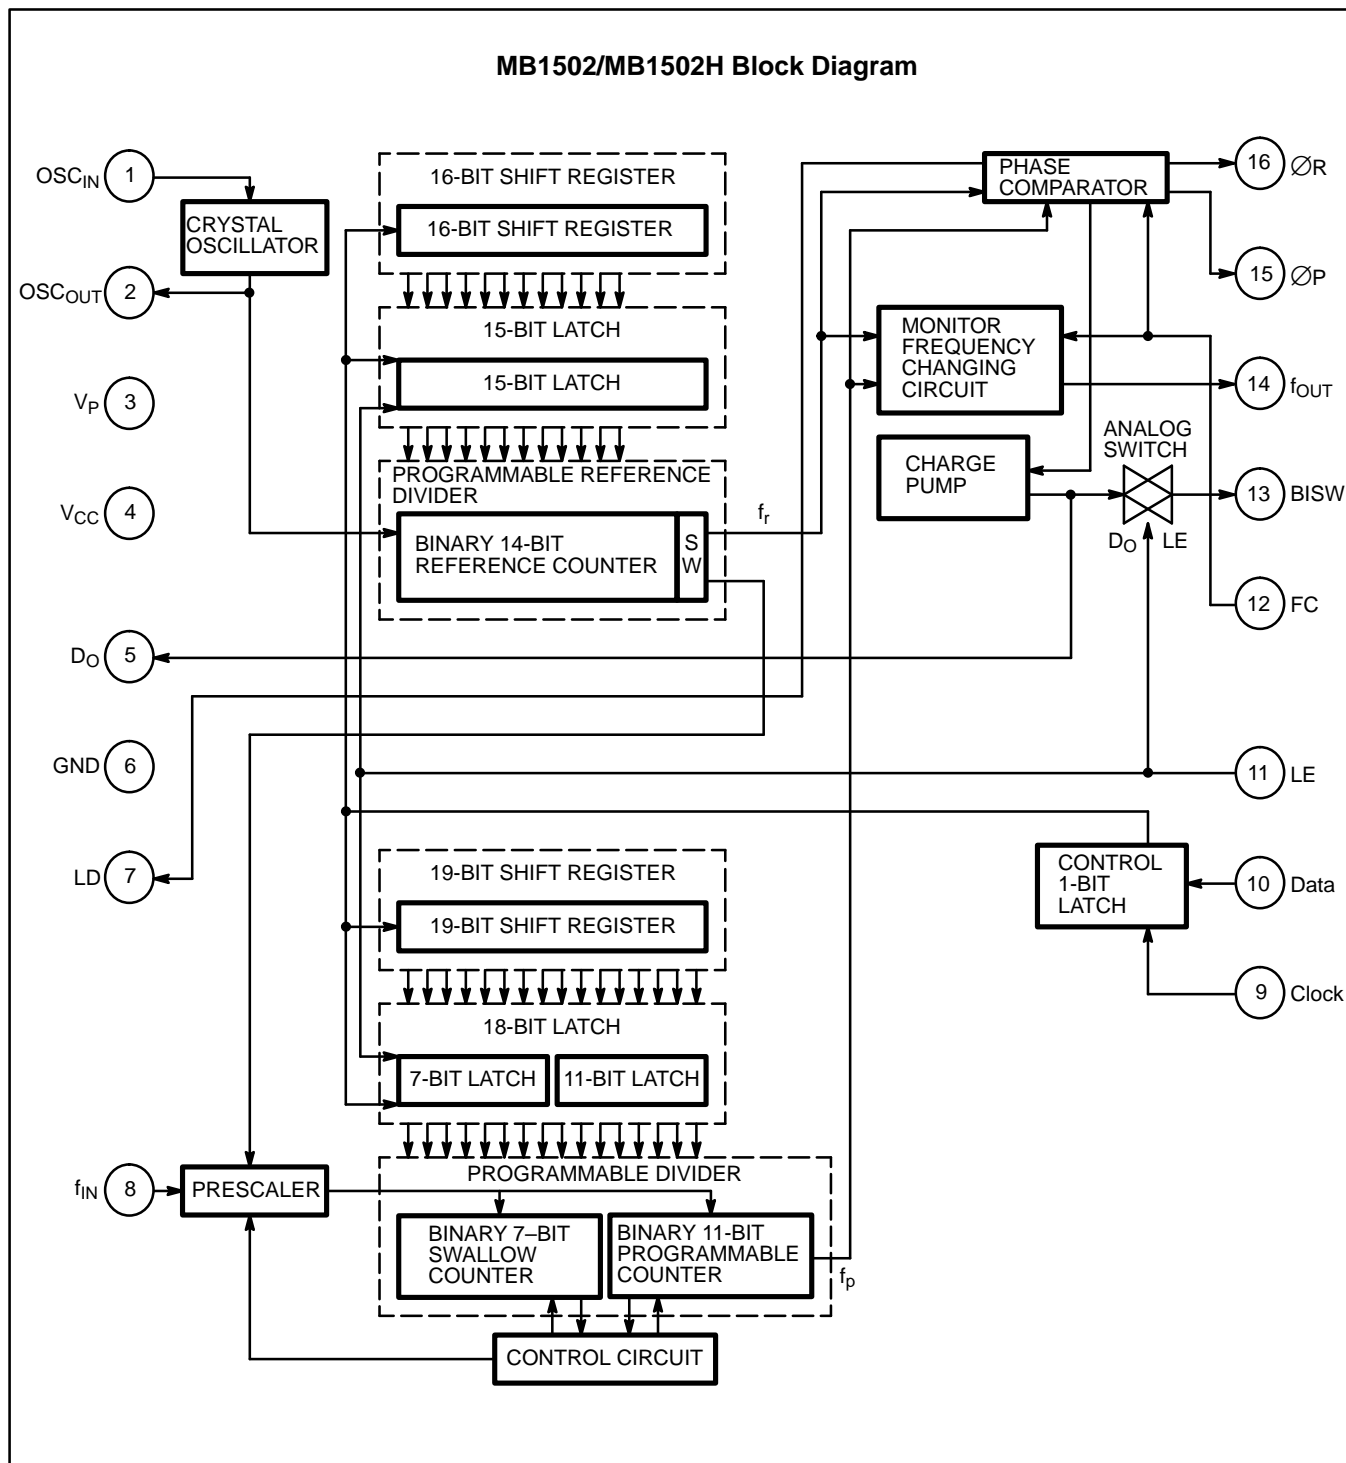 MB1502/MB1502H Block Diagram
OSCIN
1
CRYSTAL
OSCILLATOR
OSCOUT
2
VP
3
VCC
4
DO
5
GND
6
LD
7
fIN
8
PRESCALER
16-BIT SHIFT REGISTER
16-BIT SHIFT REGISTER
15-BIT LATCH
15-BIT LATCH
PROGRAMMABLE REFERENCE
DIVIDER
BINARY 14-BIT
REFERENCE COUNTER
S
W
fr
19-BIT SHIFT REGISTER
19-BIT SHIFT REGISTER
18-BIT LATCH
7-BIT LATCH
11-BIT LATCH
PROGRAMMABLE DIVIDER
BINARY 7–BIT
SWALLOW
COUNTER
BINARY 11-BIT
PROGRAMMABLE
COUNTER
fp
CONTROL CIRCUIT
PHASE
COMPARATOR
MONITOR
FREQUENCY
CHANGING
CIRCUIT
CHARGE
PUMP
ANALOG
SWITCH
DO
LE
CONTROL
1-BIT
LATCH
16
∅R
15
∅P
14
fOUT
13
BISW
12
FC
11
LE
10
Data
9
Clock